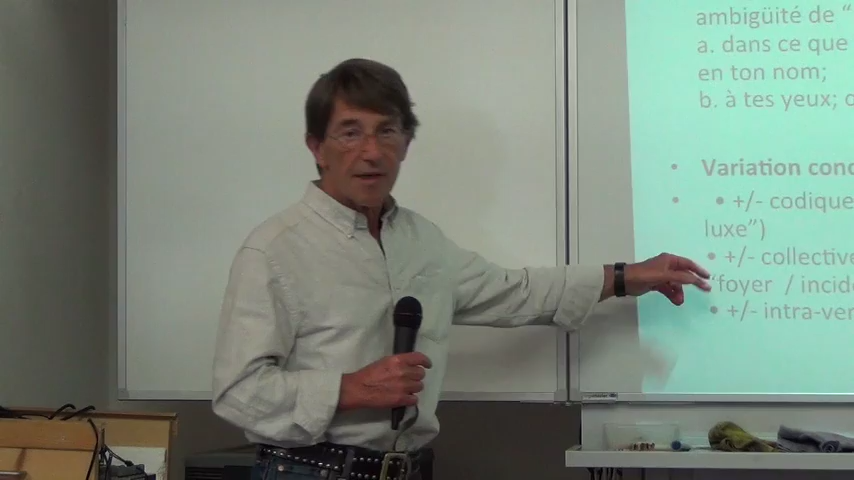 ambigüité de “
a. dans ce que
en ton nom;
b. à tes yeux;
• Variation conc
• • +/- codique
luxe”)
• +/- collective
“foyer / incid
• +/- intra-ver